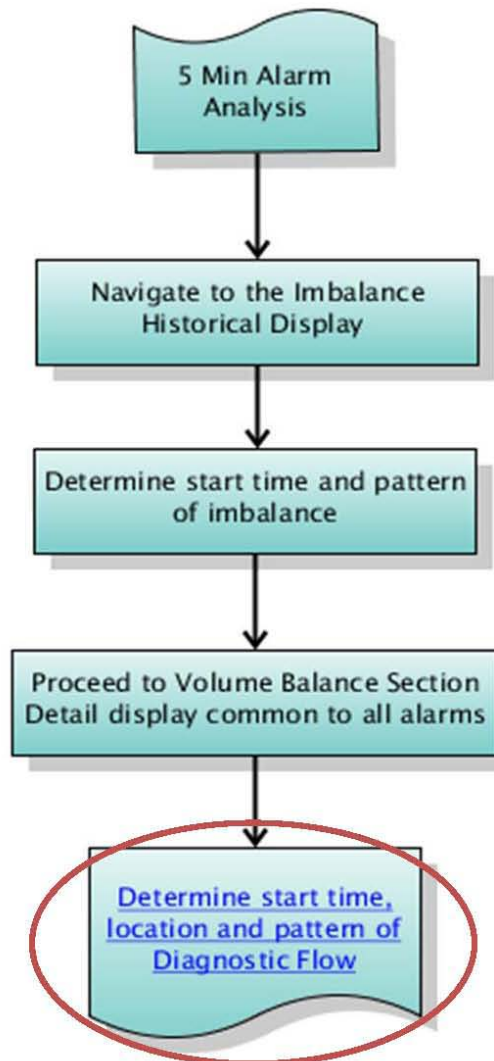 5 Min Alarm
Analysis
Navigate to the Imbalance
Historical Display
Determine start time and pattern
of imbalance
Proceed to Volume Balance Section
Detail display common to all alarms
Determine start time,
location and pattern of
Diagnostic Flow